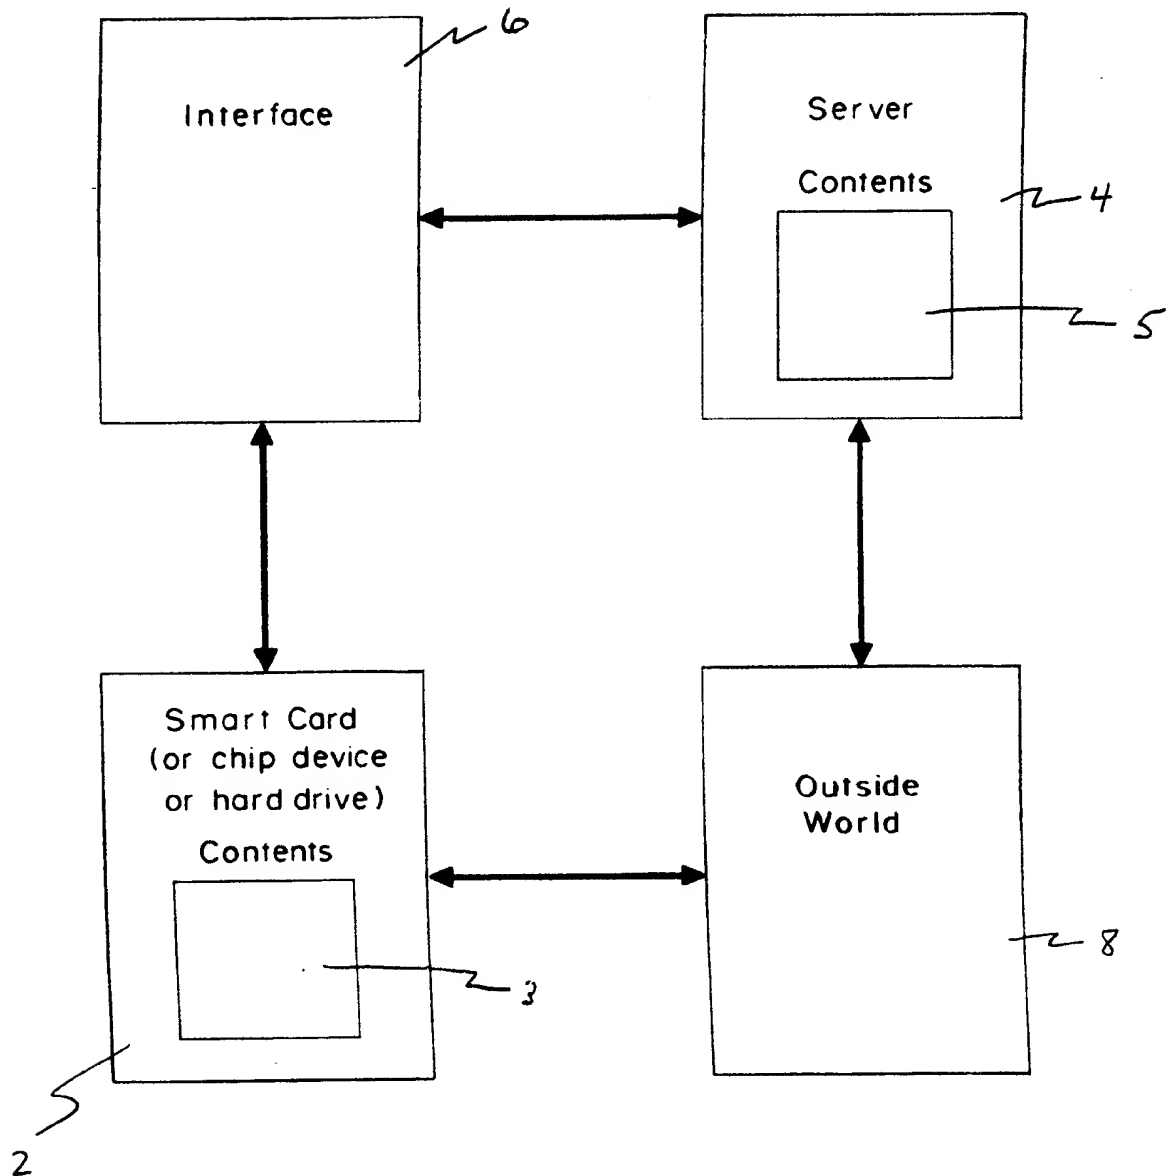 6
Interface
Server
Contents
4
5
Smart Card
(or chip device
or hard drive)
Contents
3
2
Outside
World
8